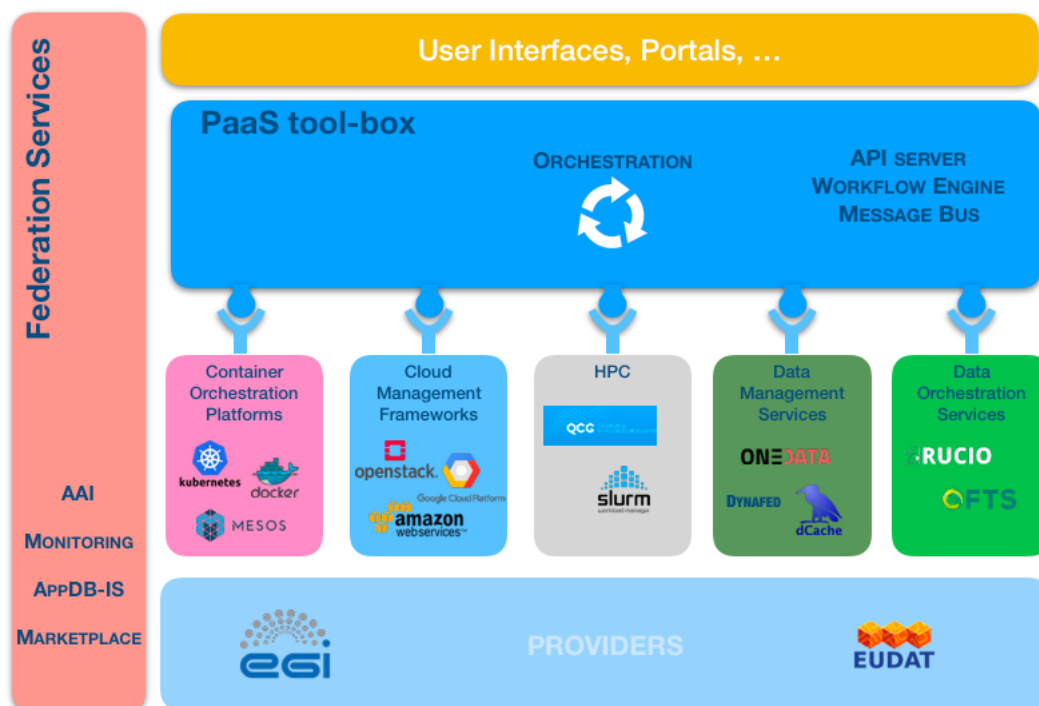 Federation Services
AAI
MONITORING
APPDB-IS
MARKETPLACE
User Interfaces, Portals, ...
PaaS tool-box
ORCHESTRATION
API SERVER
WORKFLOW ENGINE
MESSAGE BUS
Container
Orchestration
Platforms
kubernetes
docker
MESOS
Cloud
Management
Frameworks
openstack.
Google Cloud Platform
amazon
webservices™
HPC
QCG
slurm
workload manager
Data
Management
Services
ONEDATA
DYNAFED
dCache
Data
Orchestration
Services
RUCIO
FTS
eGI
PROVIDERS
EUDAT